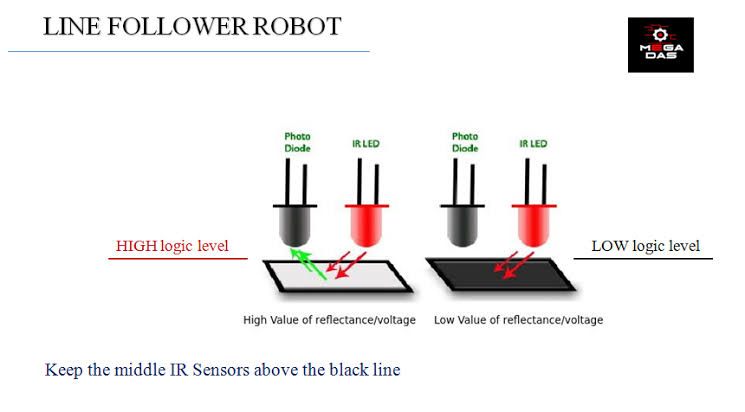 LINE FOLLOWER ROBOT
MEGA
DAS
Photo
Diode
IR LED
Photo
Diode
IR LED
HIGH logic level
LOW logic level
High Value of reflectance/voltage
Low Value of reflectance/voltage
Keep the middle IR Sensors above the black line